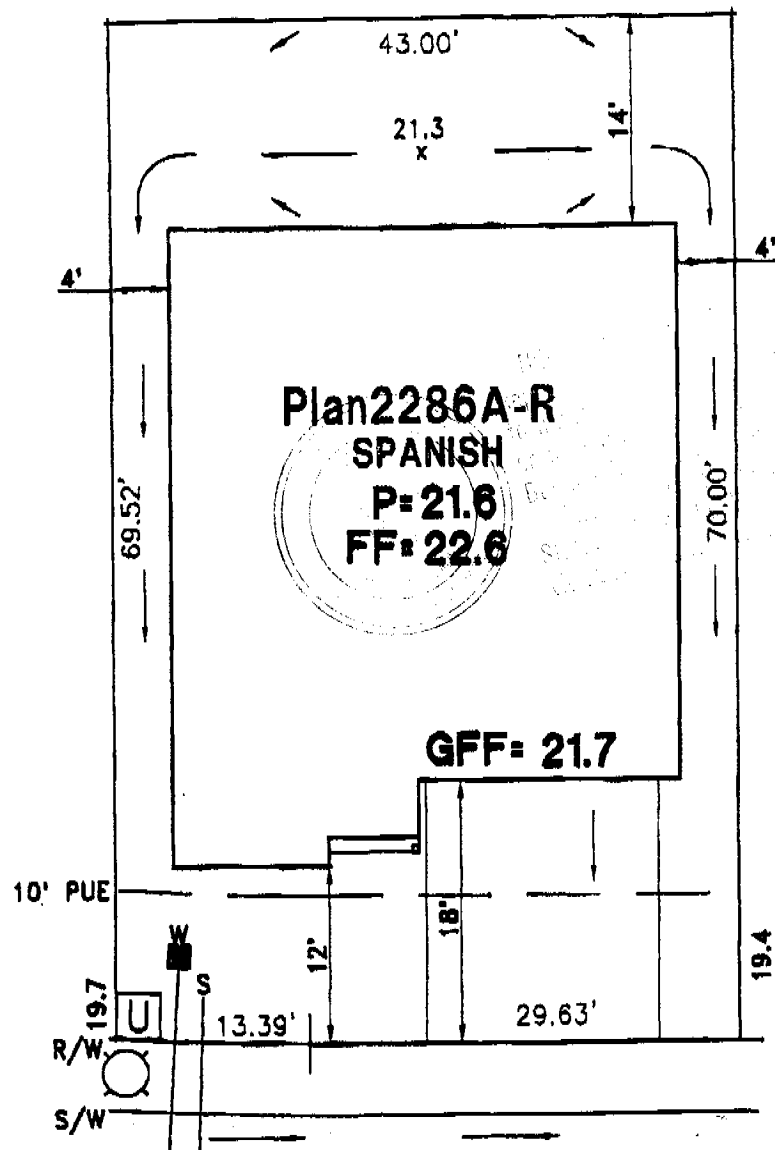 43.00'
14'
21.3
x
4'
4'
Plan2286A-R
SPANISH
P= 21.6
FF= 22.6
69.52'
70.00'
GFF= 21.7
10' PUE
W
S
12'
18'
19.7
U
13.39'
29.63'
19.4
R/W
S/W